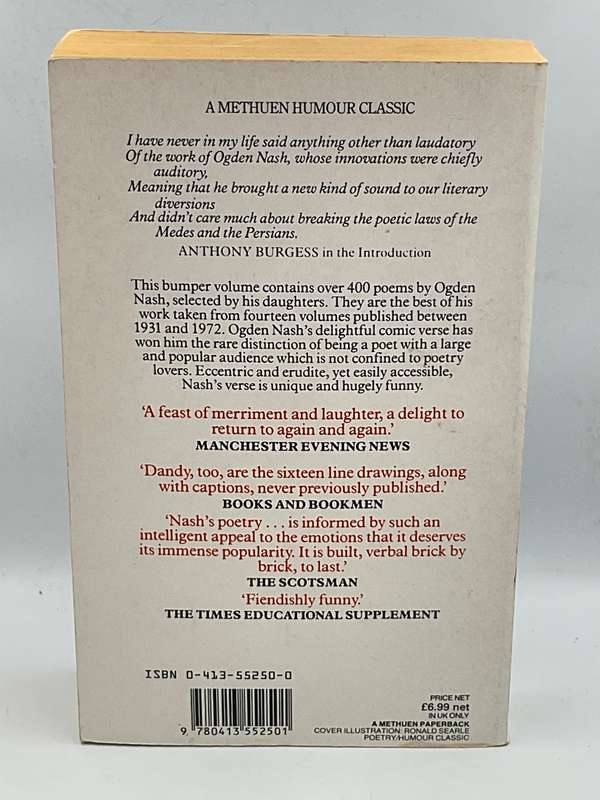 A METHUEN HUMOUR CLASSIC
I have never in my life said anything other than laudatory
Of the work of Ogden Nash, whose innovations were chiefly
auditory,
Meaning that he brought a new kind of sound to our literary
diversions
And didn't care much about breaking the poetic laws of the
Medes and the Persians.
ANTHONY BURGESS in the Introduction
This bumper volume contains over 400 poems by Ogden
Nash, selected by his daughters. They are the best of his
work taken from fourteen volumes published between
1931 and 1972. Ogden Nash's delightful comic verse has
won him the rare distinction of being a poet with a large
and popular audience which is not confined to poetry
lovers. Eccentric and erudite, yet easily accessible,
Nash's verse is unique and hugely funny.
'A feast of merriment and laughter, a delight to
return to again and again.'
MANCHESTER EVENING NEWS
'Dandy, too, are the sixteen line drawings, along
with captions, never previously published.'
BOOKS AND BOOKMEN
'Nash's poetry . . . is informed by such an
intelligent appeal to the emotions that it deserves
its immense popularity. It is built, verbal brick by
brick, to last.'
THE SCOTSMAN
'Fiendishly funny.'
THE TIMES EDUCATIONAL SUPPLEMENT
ISBN 0-413-55250-0
9 780413 552501
PRICE NET
£6.99 net
IN UK ONLY
A METHUEN PAPERBACK
COVER ILLUSTRATION: RONALD SEARLE
POETRY/HUMOUR CLASSIC